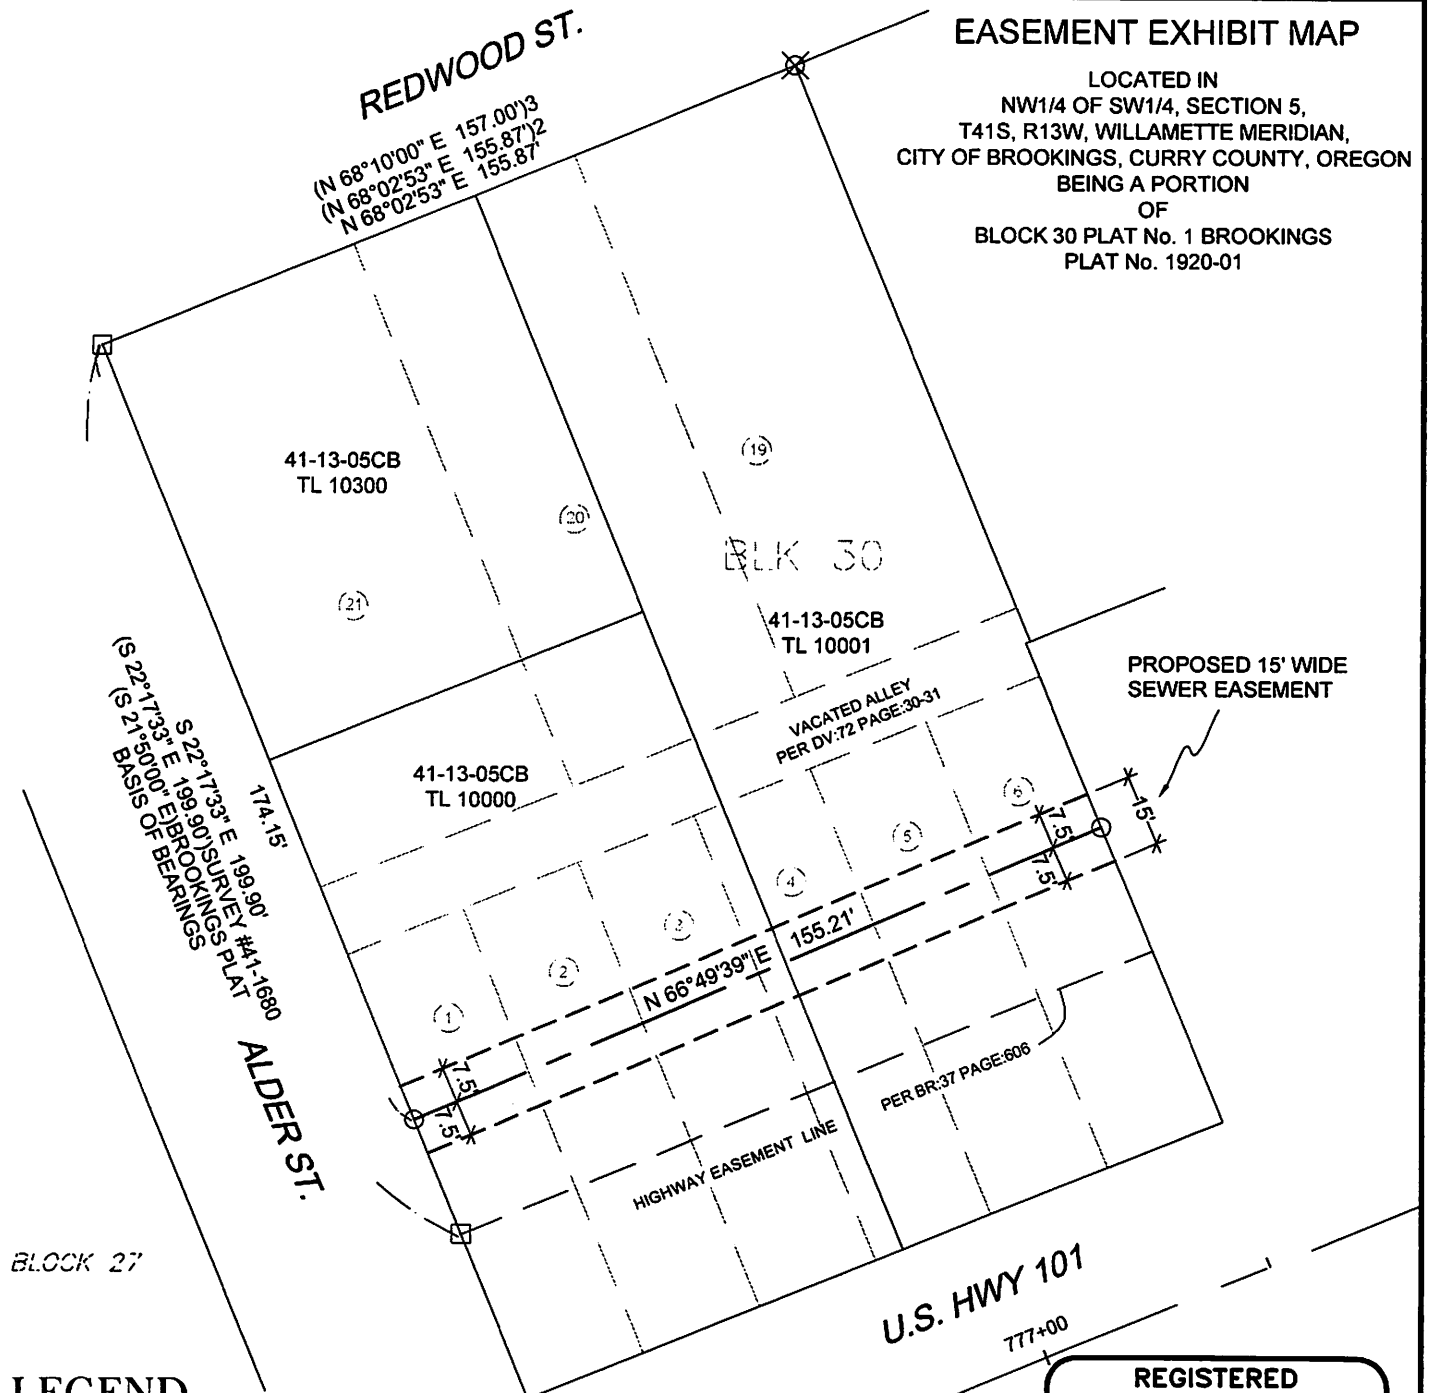 EASEMENT EXHIBIT MAP
LOCATED IN
NW1/4 OF SW1/4, SECTION 5,
T41S, R13W, WILLAMETTE MERIDIAN,
CITY OF BROOKINGS, CURRY COUNTY, OREGON
BEING A PORTION
OF
BLOCK 30 PLAT No. 1 BROOKINGS
PLAT No. 1920-01
REDWOOD ST.
(N 68°10'00" E 157.00')3
(N 68°02'53" E 155.87')2
N 68°02'53" E 155.87'
41-13-05CB
TL 10300
19
20
BLK 30
21
41-13-05CB
TL 10001
PROPOSED 15' WIDE
SEWER EASEMENT
VACATED ALLEY
PER DV:72 PAGE:30-31
41-13-05CB
TL 10000
174.15'
S 22°17'33" E 199.90'
(S 22°17'33" E 199.90')SURVEY #41-1680
(S 21°50'00" E)BROOKINGS PLAT
BASIS OF BEARINGS
6
15'
7.5'
7.5'
5
4
3
2
1
N 66°49'39" E 155.21'
7.5'
7.5'
ALDER ST.
PER BR:37 PAGE:606
HIGHWAY EASEMENT LINE
BLOCK 27
U.S. HWY 101
777+00
LEGEND
REGISTERED